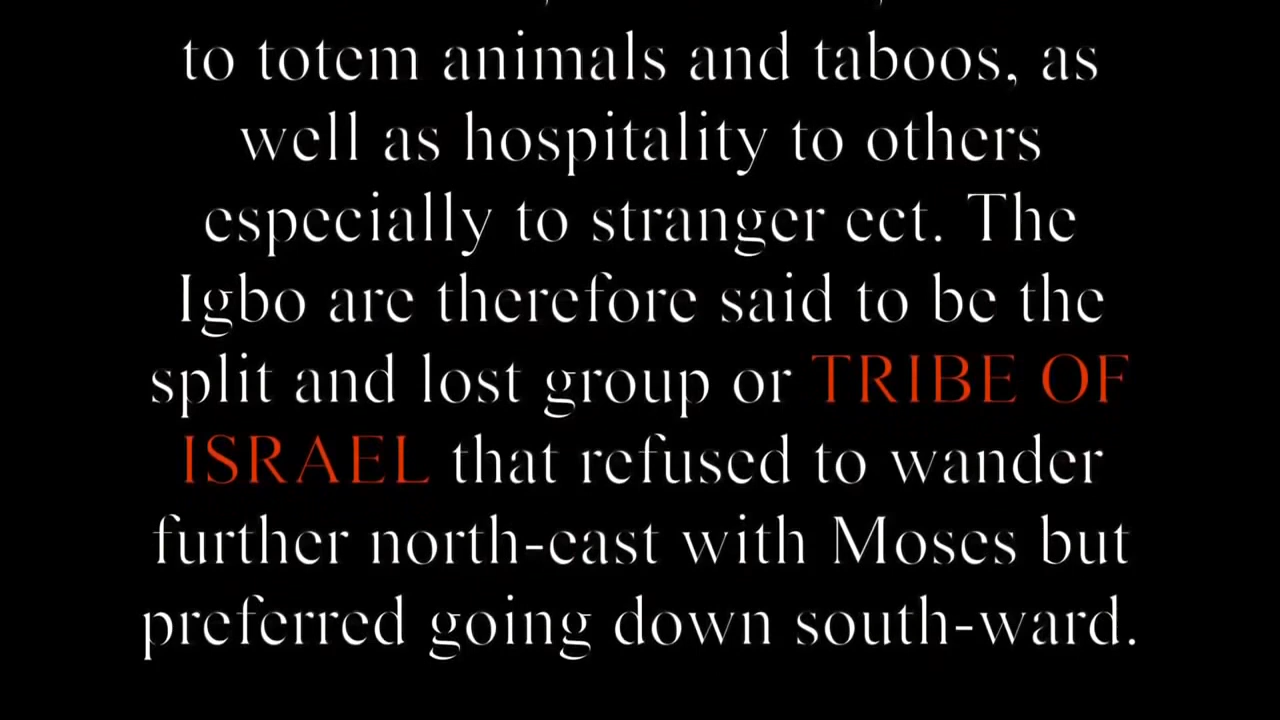 to totem animals and taboos, as
well as hospitality to others
especially to stranger ect. The
Igbo are therefore said to be the
split and lost group or TRIBE OF
ISRAEL that refused to wander
further north-east with Moses but
preferred going down south-ward.